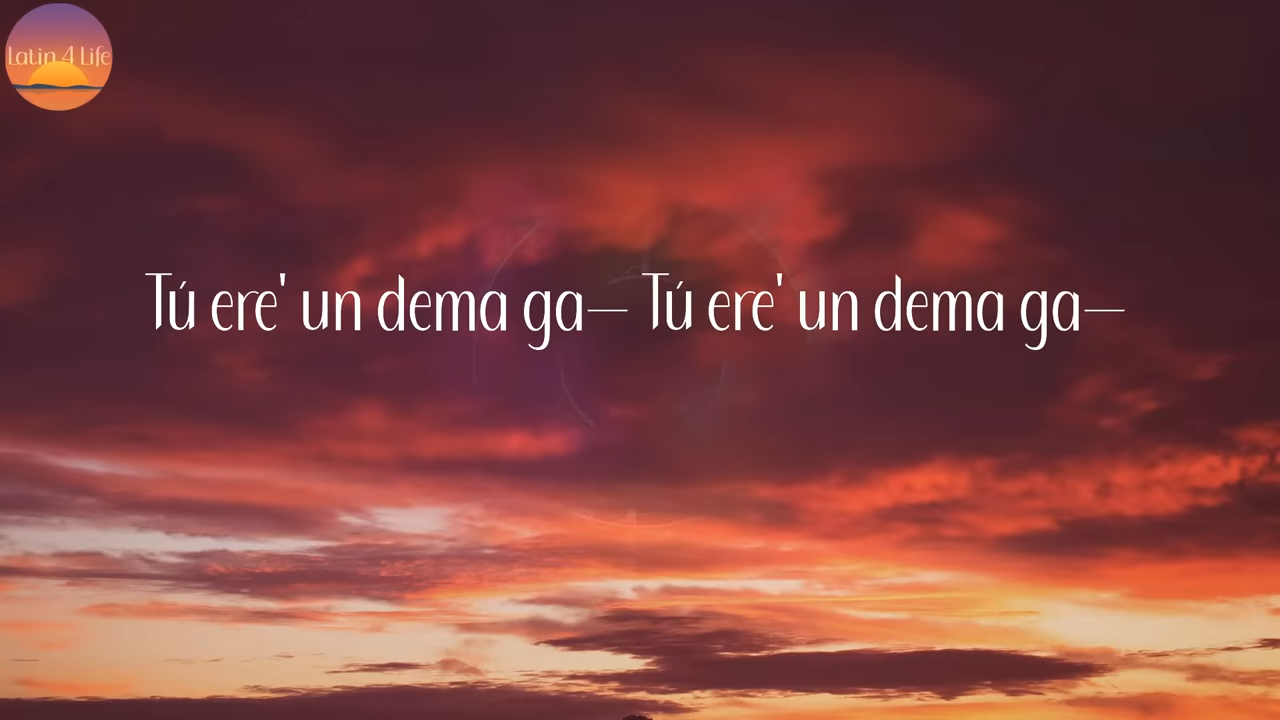 Latin 4 Life
Tú ere' un dema ga— Tú ere' un dema ga—